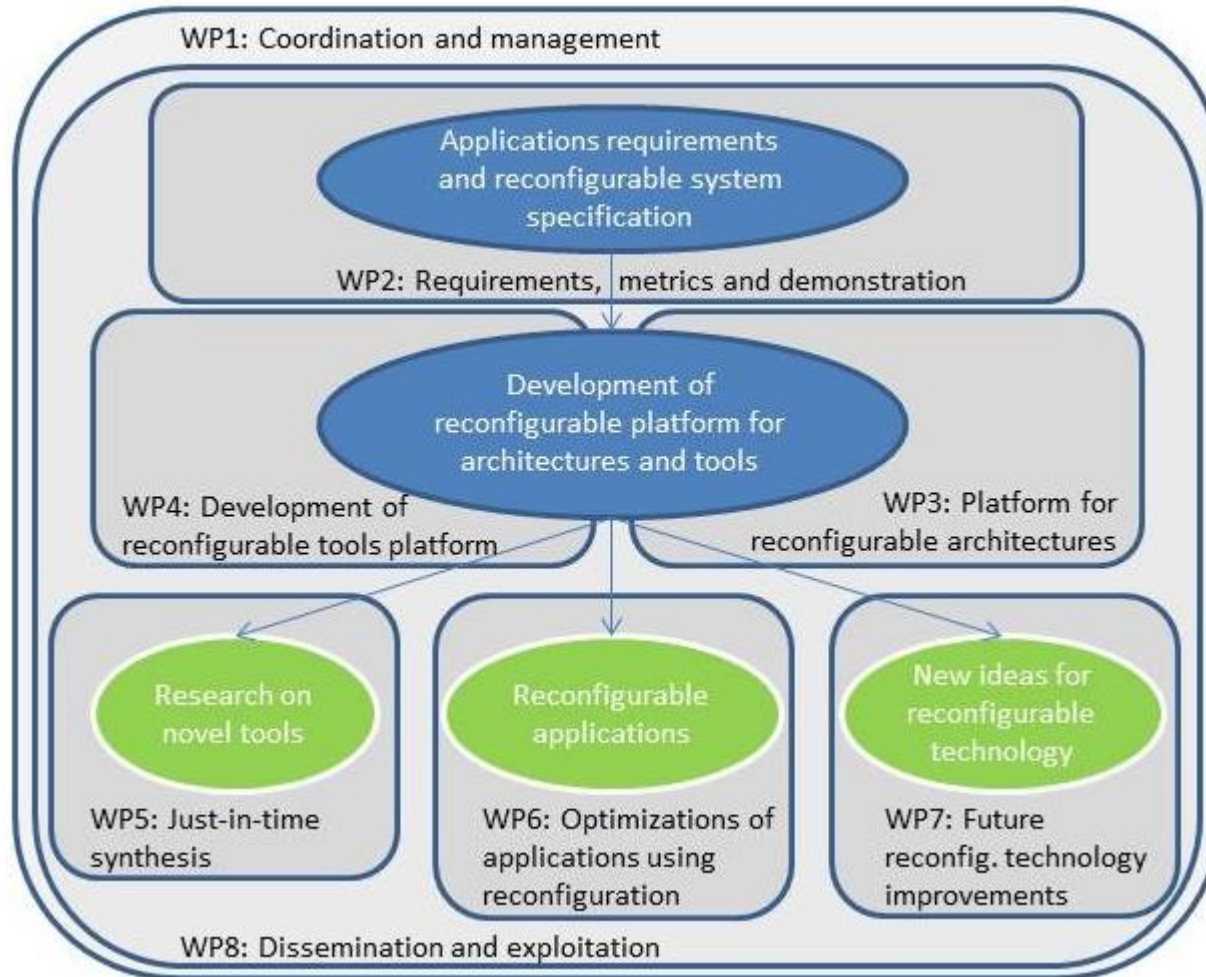 WP1: Coordination and management
Applications requirements
and reconfigurable system
specification
WP2: Requirements, metrics and demonstration
Development of
reconfigurable platform for
architectures and tools
WP4: Development of
reconfigurable tools platform
WP3: Platform for
reconfigurable architectures
Research on
novel tools
WP5: Just-in-time
synthesis
Reconfigurable
applications
WP6: Optimizations of
applications using
reconfiguration
New ideas for
reconfigurable
technology
WP7: Future
reconfig. technology
improvements
WP8: Dissemination and exploitation